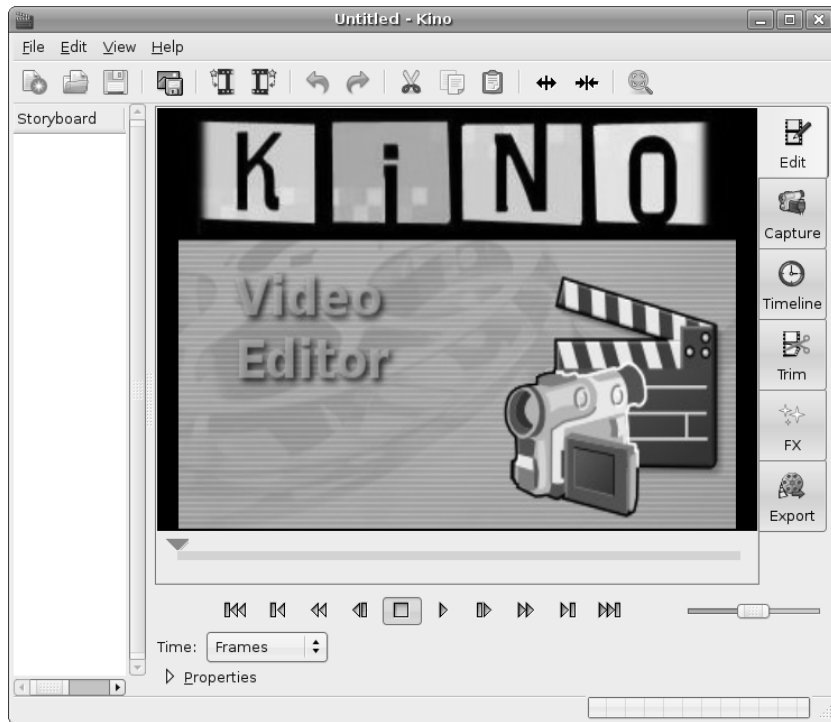 Untitled - Kino
File Edit View Help
Storyboard
KiNO
Video
Editor
Edit
Capture
Timeline
Trim
FX
Export
Time: Frames
Properties